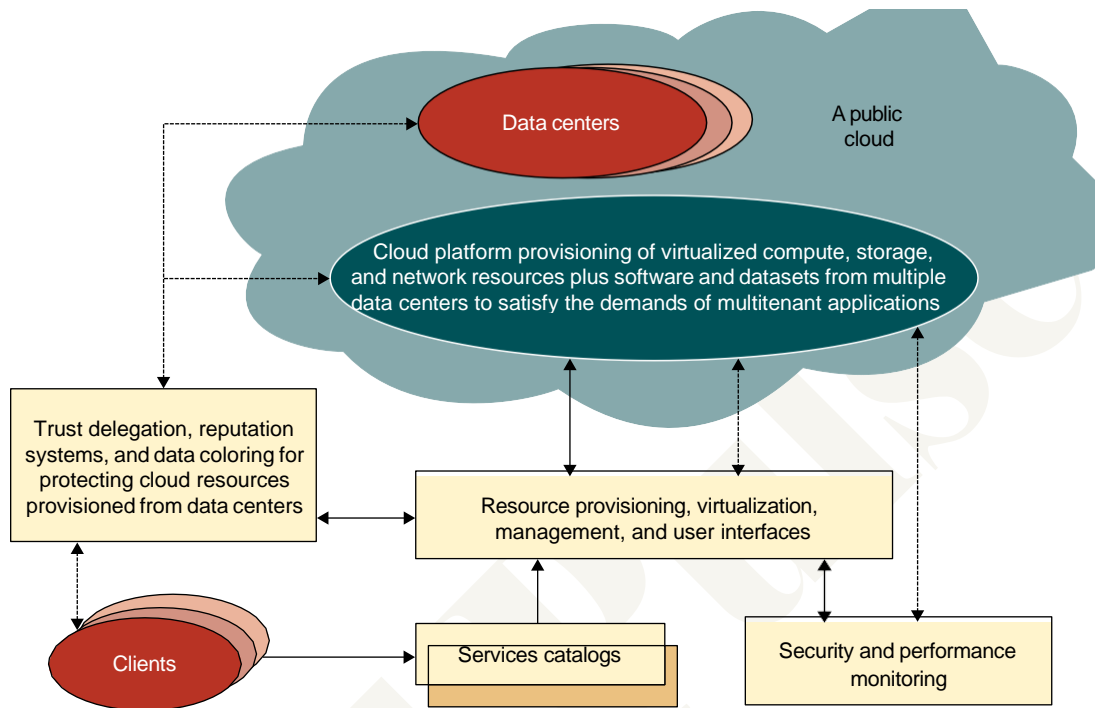 Data centers
A public
cloud
Cloud platform provisioning of virtualized compute, storage,
and network resources plus software and datasets from multiple
data centers to satisfy the demands of multitenant applications
Trust delegation, reputation
systems, and data coloring for
protecting cloud resources
provisioned from data centers
Resource provisioning, virtualization,
management, and user interfaces
Clients
Services catalogs
Security and performance
monitoring